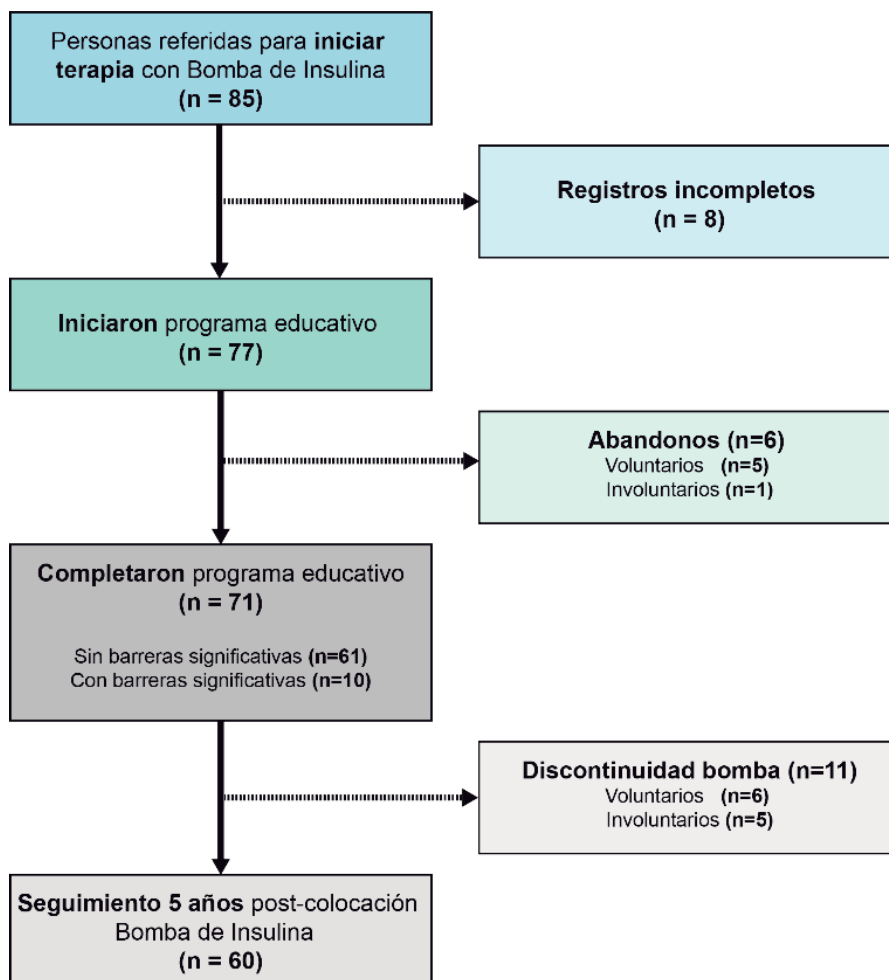 Personas referidas para iniciar
terapia con Bomba de Insulina
(n = 85)
Registros incompletos
(n = 8)
Iniciaron programa educativo
(n = 77)
Abandonos (n=6)
Voluntarios (n=5)
Involuntarios (n=1)
Completaron programa educativo
(n = 71)
Sin barreras significativas (n=61)
Con barreras significativas (n=10)
Discontinuidad bomba (n=11)
Voluntarios (n=6)
Involuntarios (n=5)
Seguimiento 5 años post-colocación
Bomba de Insulina
(n = 60)